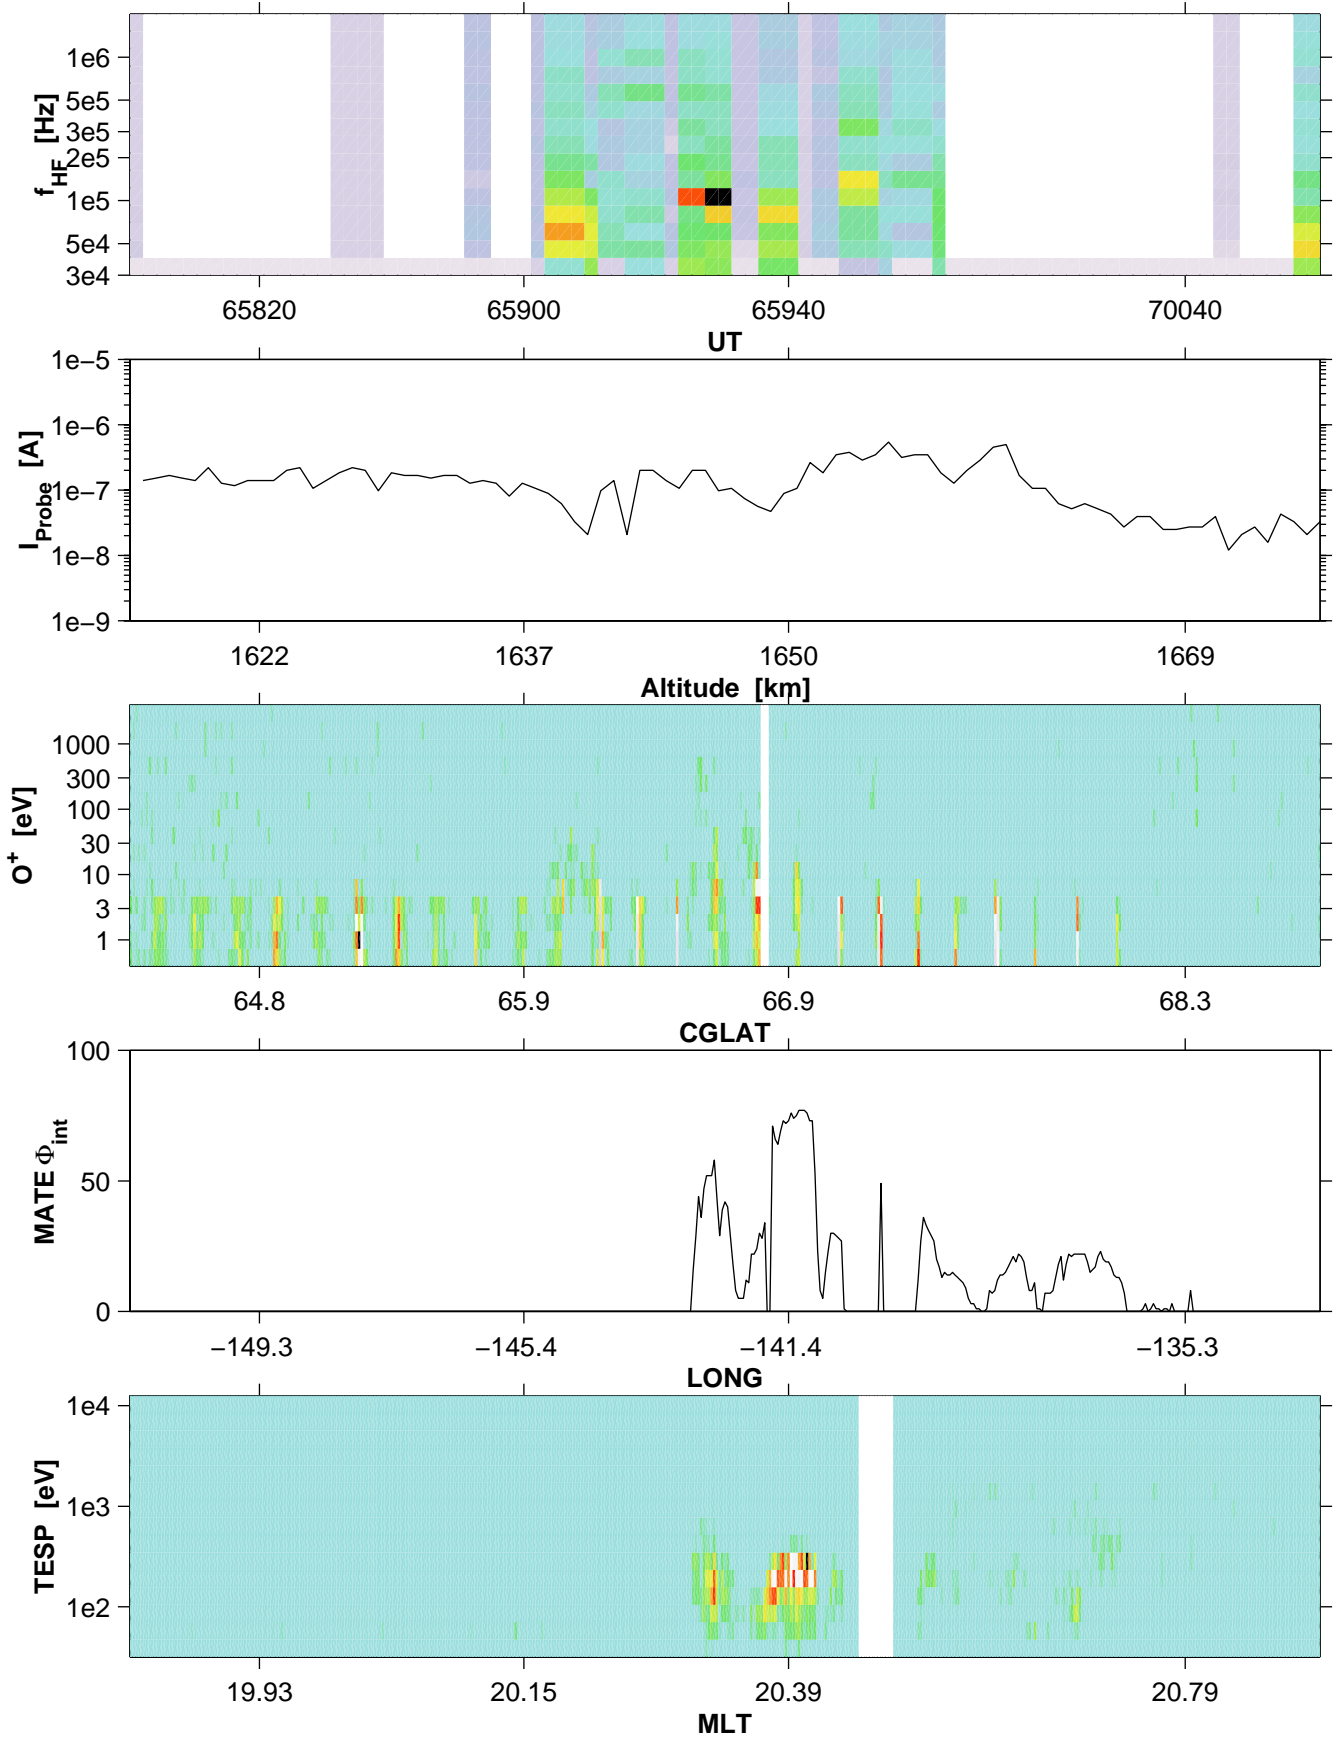 f_HF [Hz]
1e6
5e5
3e5
2e5
1e5
5e4
3e4
65820 65900 65940 70040
UT
I_Probe [A]
1e−5
1e−6
1e−7
1e−8
1e−9
1622 1637 1650 1669
Altitude [km]
O⁺ [eV]
1000
300
100
30
10
3
1
64.8 65.9 66.9 68.3
CGLAT
MATE Φ_int
100
50
0
−149.3 −145.4 −141.4 −135.3
LONG
TESP [eV]
1e4
1e3
1e2
19.93 20.15 20.39 20.79
MLT